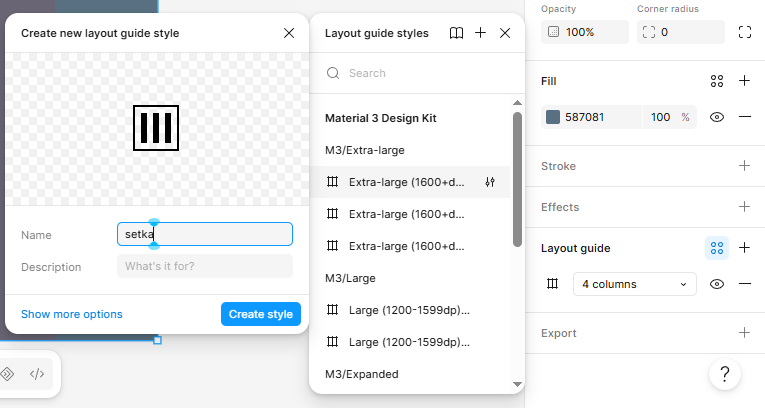 Create new layout guide style
Name
setka
Description
What's it for?
Show more options
Create style
Layout guide styles
Search
Material 3 Design Kit
M3/Extra-large
Extra-large (1600+d...
Extra-large (1600+d...
Extra-large (1600+d...
M3/Large
Large (1200-1599dp)...
Large (1200-1599dp)...
M3/Expanded
Opacity
Corner radius
100%
0
Fill
587081
100
%
Stroke
Effects
Layout guide
4 columns
Export
?